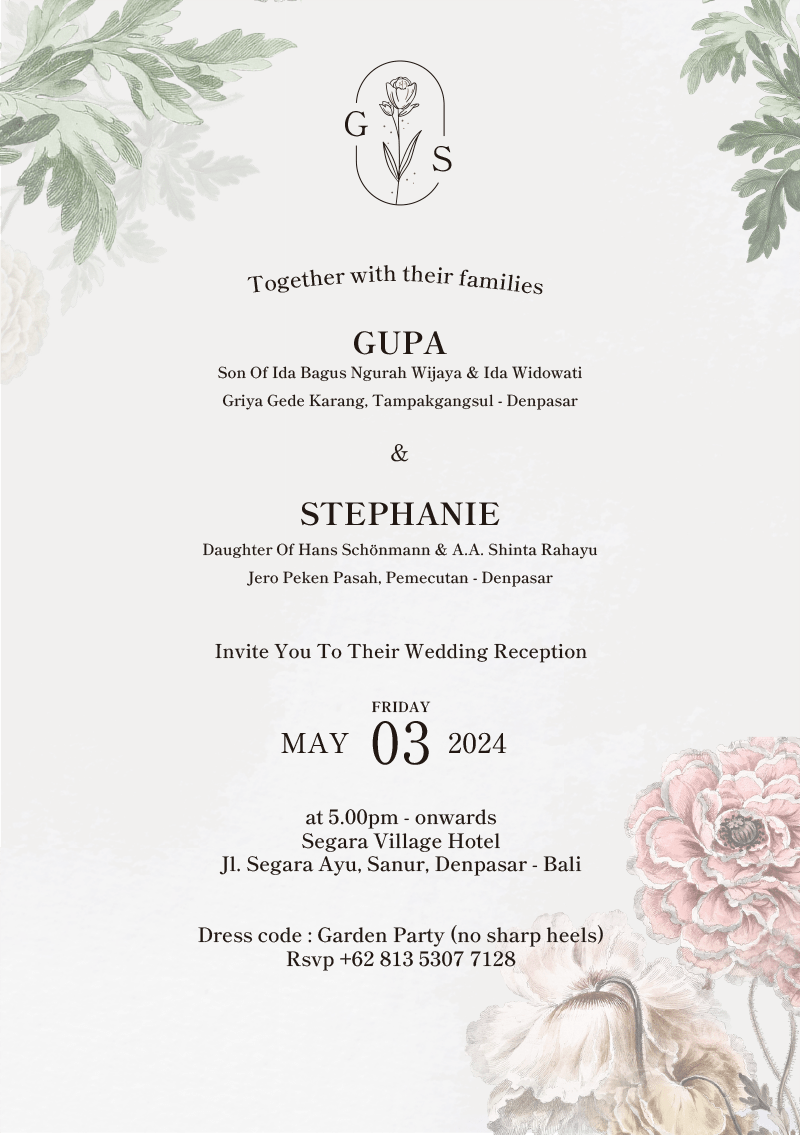 G
S
Together with their families
GUPA
Son Of Ida Bagus Ngurah Wijaya & Ida Widowati
Griya Gede Karang, Tampakgangsul - Denpasar
&
STEPHANIE
Daughter Of Hans Schönmann & A.A. Shinta Rahayu
Jero Peken Pasah, Pemecutan - Denpasar
Invite You To Their Wedding Reception
FRIDAY
MAY 03 2024
at 5.00pm - onwards
Segara Village Hotel
Jl. Segara Ayu, Sanur, Denpasar - Bali
Dress code : Garden Party (no sharp heels)
Rsvp +62 813 5307 7128